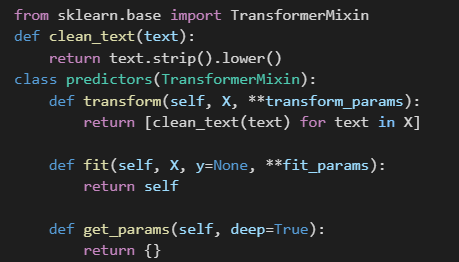 from sklearn.base import TransformerMixin
def clean_text(text):
    return text.strip().lower()
class predictors(TransformerMixin):
    def transform(self, X, **transform_params):
        return [clean_text(text) for text in X]

    def fit(self, X, y=None, **fit_params):
        return self

    def get_params(self, deep=True):
        return {}